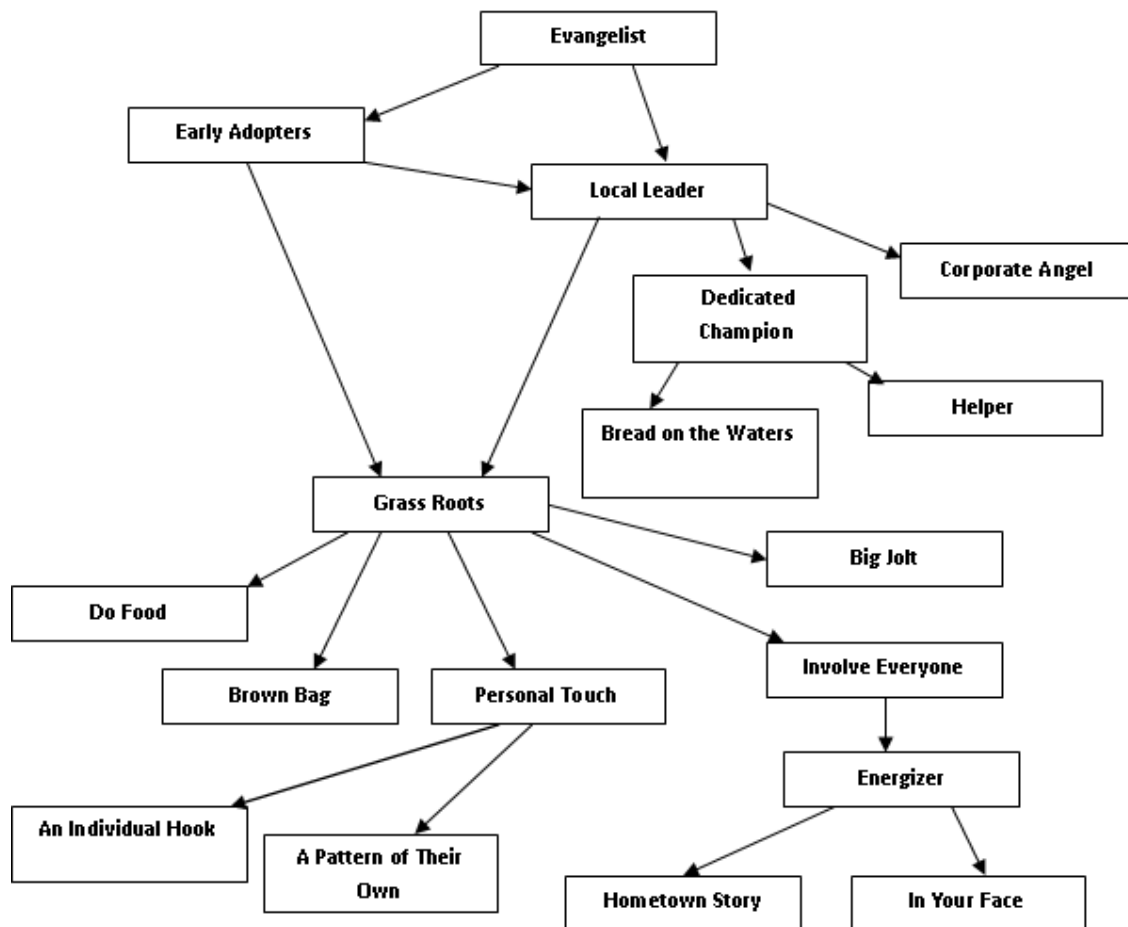 Evangelist
Early Adopters
Local Leader
Corporate Angel
Dedicated
Champion
Helper
Bread on the Waters
Grass Roots
Big Jolt
Do Food
Involve Everyone
Brown Bag
Personal Touch
Energizer
An Individual Hook
A Pattern of Their
Own
Hometown Story
In Your Face